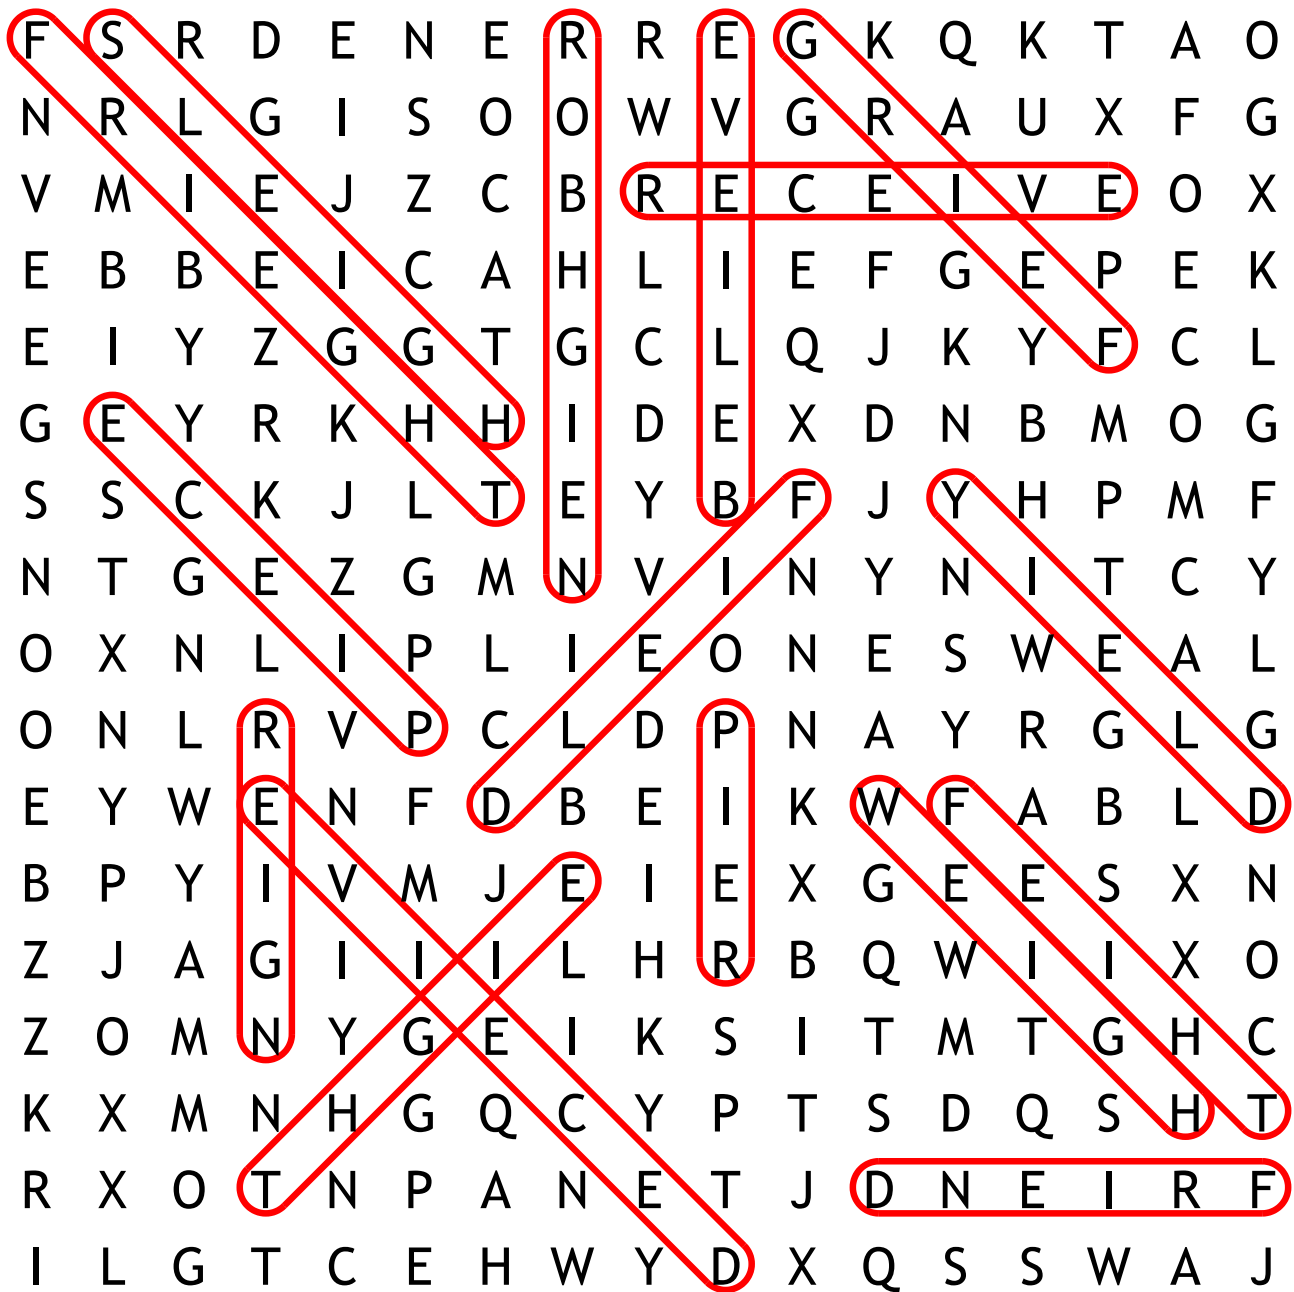 F S R D E N E R R E G K Q K T A O
N R L G I S O O W V G R A U X F G
V M I E J Z C B R E C E I V E O X
E B B E I C A H L I E F G E P E K
E I Y Z G G T G C L Q J K Y F C L
G E Y R K H H I D E X D N B M O G
S S C K J L T E Y B F J Y H P M F
N T G E Z G M N V I N Y N I T C Y
O X N L I P L I E O N E S W E A L
O N L R V P C L D P N A Y R G L G
E Y W E N F D B E I K W F A B L D
B P Y I V M J E I E X G E E S X N
Z J A G I I I L H R B Q W I I X O
Z O M N Y G E I K S I T M T G H C
K X M N H G Q C Y P T S D Q S H T
R X O T N P A N E T J D N E I R F
I L G T C E H W Y D X Q S S W A J